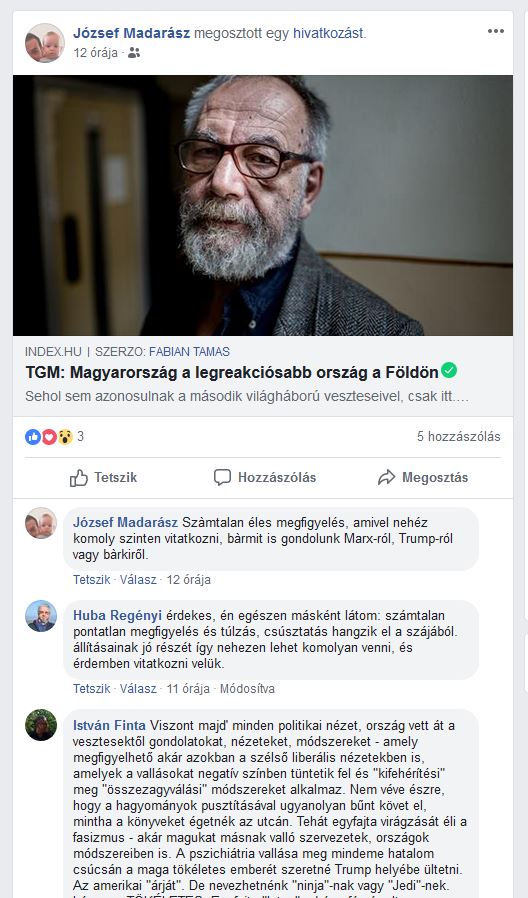 József Madarász megosztott egy hivatkozást.
12 órája ·
INDEX.HU | SZERZO: FABIAN TAMAS
TGM: Magyarország a legreakciósabb ország a Földön
Sehol sem azonosulnak a második világháború veszteseivel, csak itt....
3
5 hozzászólás
Tetszik Hozzászólás Megosztás
József Madarász Szàmtalan éles megfigyelés, amivel nehéz
komoly szinten vitatkozni, bàrmit is gondolunk Marx-ról, Trump-ról
vagy bàrkiről.
Tetszik · Válasz · 12 órája
Huba Regényi érdekes, én egészen másként látom: számtalan
pontatlan megfigyelés és túlzás, csúsztatás hangzik el a szájából.
állításainak jó részét így nehezen lehet komolyan venni, és
érdemben vitatkozni velük.
Tetszik · Válasz · 11 órája · Módosítva
István Finta Viszont majd' minden politikai nézet, ország vett át a
vesztesektől gondolatokat, nézeteket, módszereket - amely
megfigyelhető akár azokban a szélső liberális nézetekben is,
amelyek a vallásokat negatív színben tüntetik fel és "kifehérítési"
meg "összezagyválási" módszereket alkalmaz. Nem véve észre,
hogy a hagyományok pusztításával ugyanolyan bűnt követ el,
mintha a könyveket égetnék az utcán. Tehát egyfajta virágzását éli a
fasizmus - akár magukat másnak valló szervezetek, országok
módszereiben is. A pszichiátria vallása meg mindeme hatalom
csúcsán a maga tökéletes emberét szeretné Trump helyébe ültetni.
Az amerikai "árját". De nevezhetnénk "ninja"-nak vagy "Jedi"-nek.